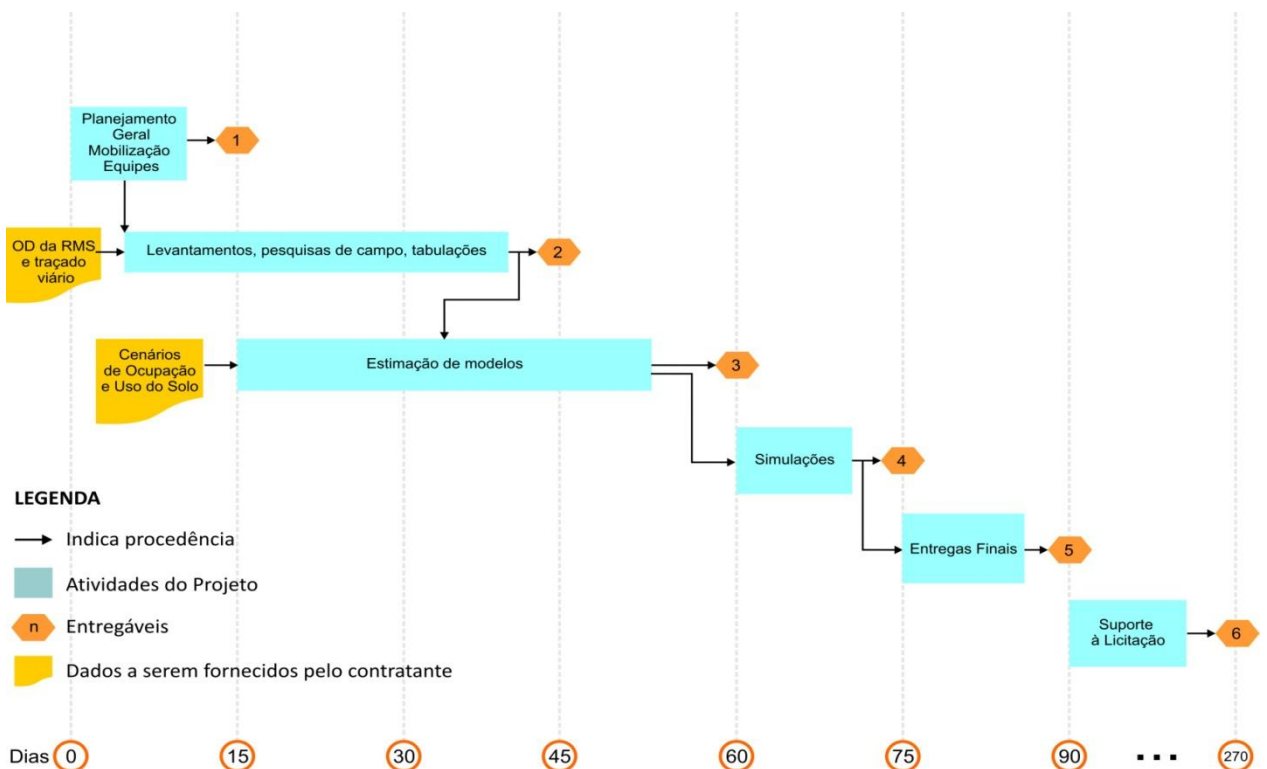 Planejamento
Geral
Mobilização
Equipes
1
OD da RMS
e traçado
viário
Levantamentos, pesquisas de campo, tabulações
2
Cenários
de Ocupação
e Uso do Solo
Estimação de modelos
3
Simulações
4
Entregas Finais
5
Suporte
à Licitação
6
LEGENDA
Indica procedência
Atividades do Projeto
n Entregáveis
Dados a serem fornecidos pelo contratante
Dias 0 15 30 45 60 75 90 ... 270